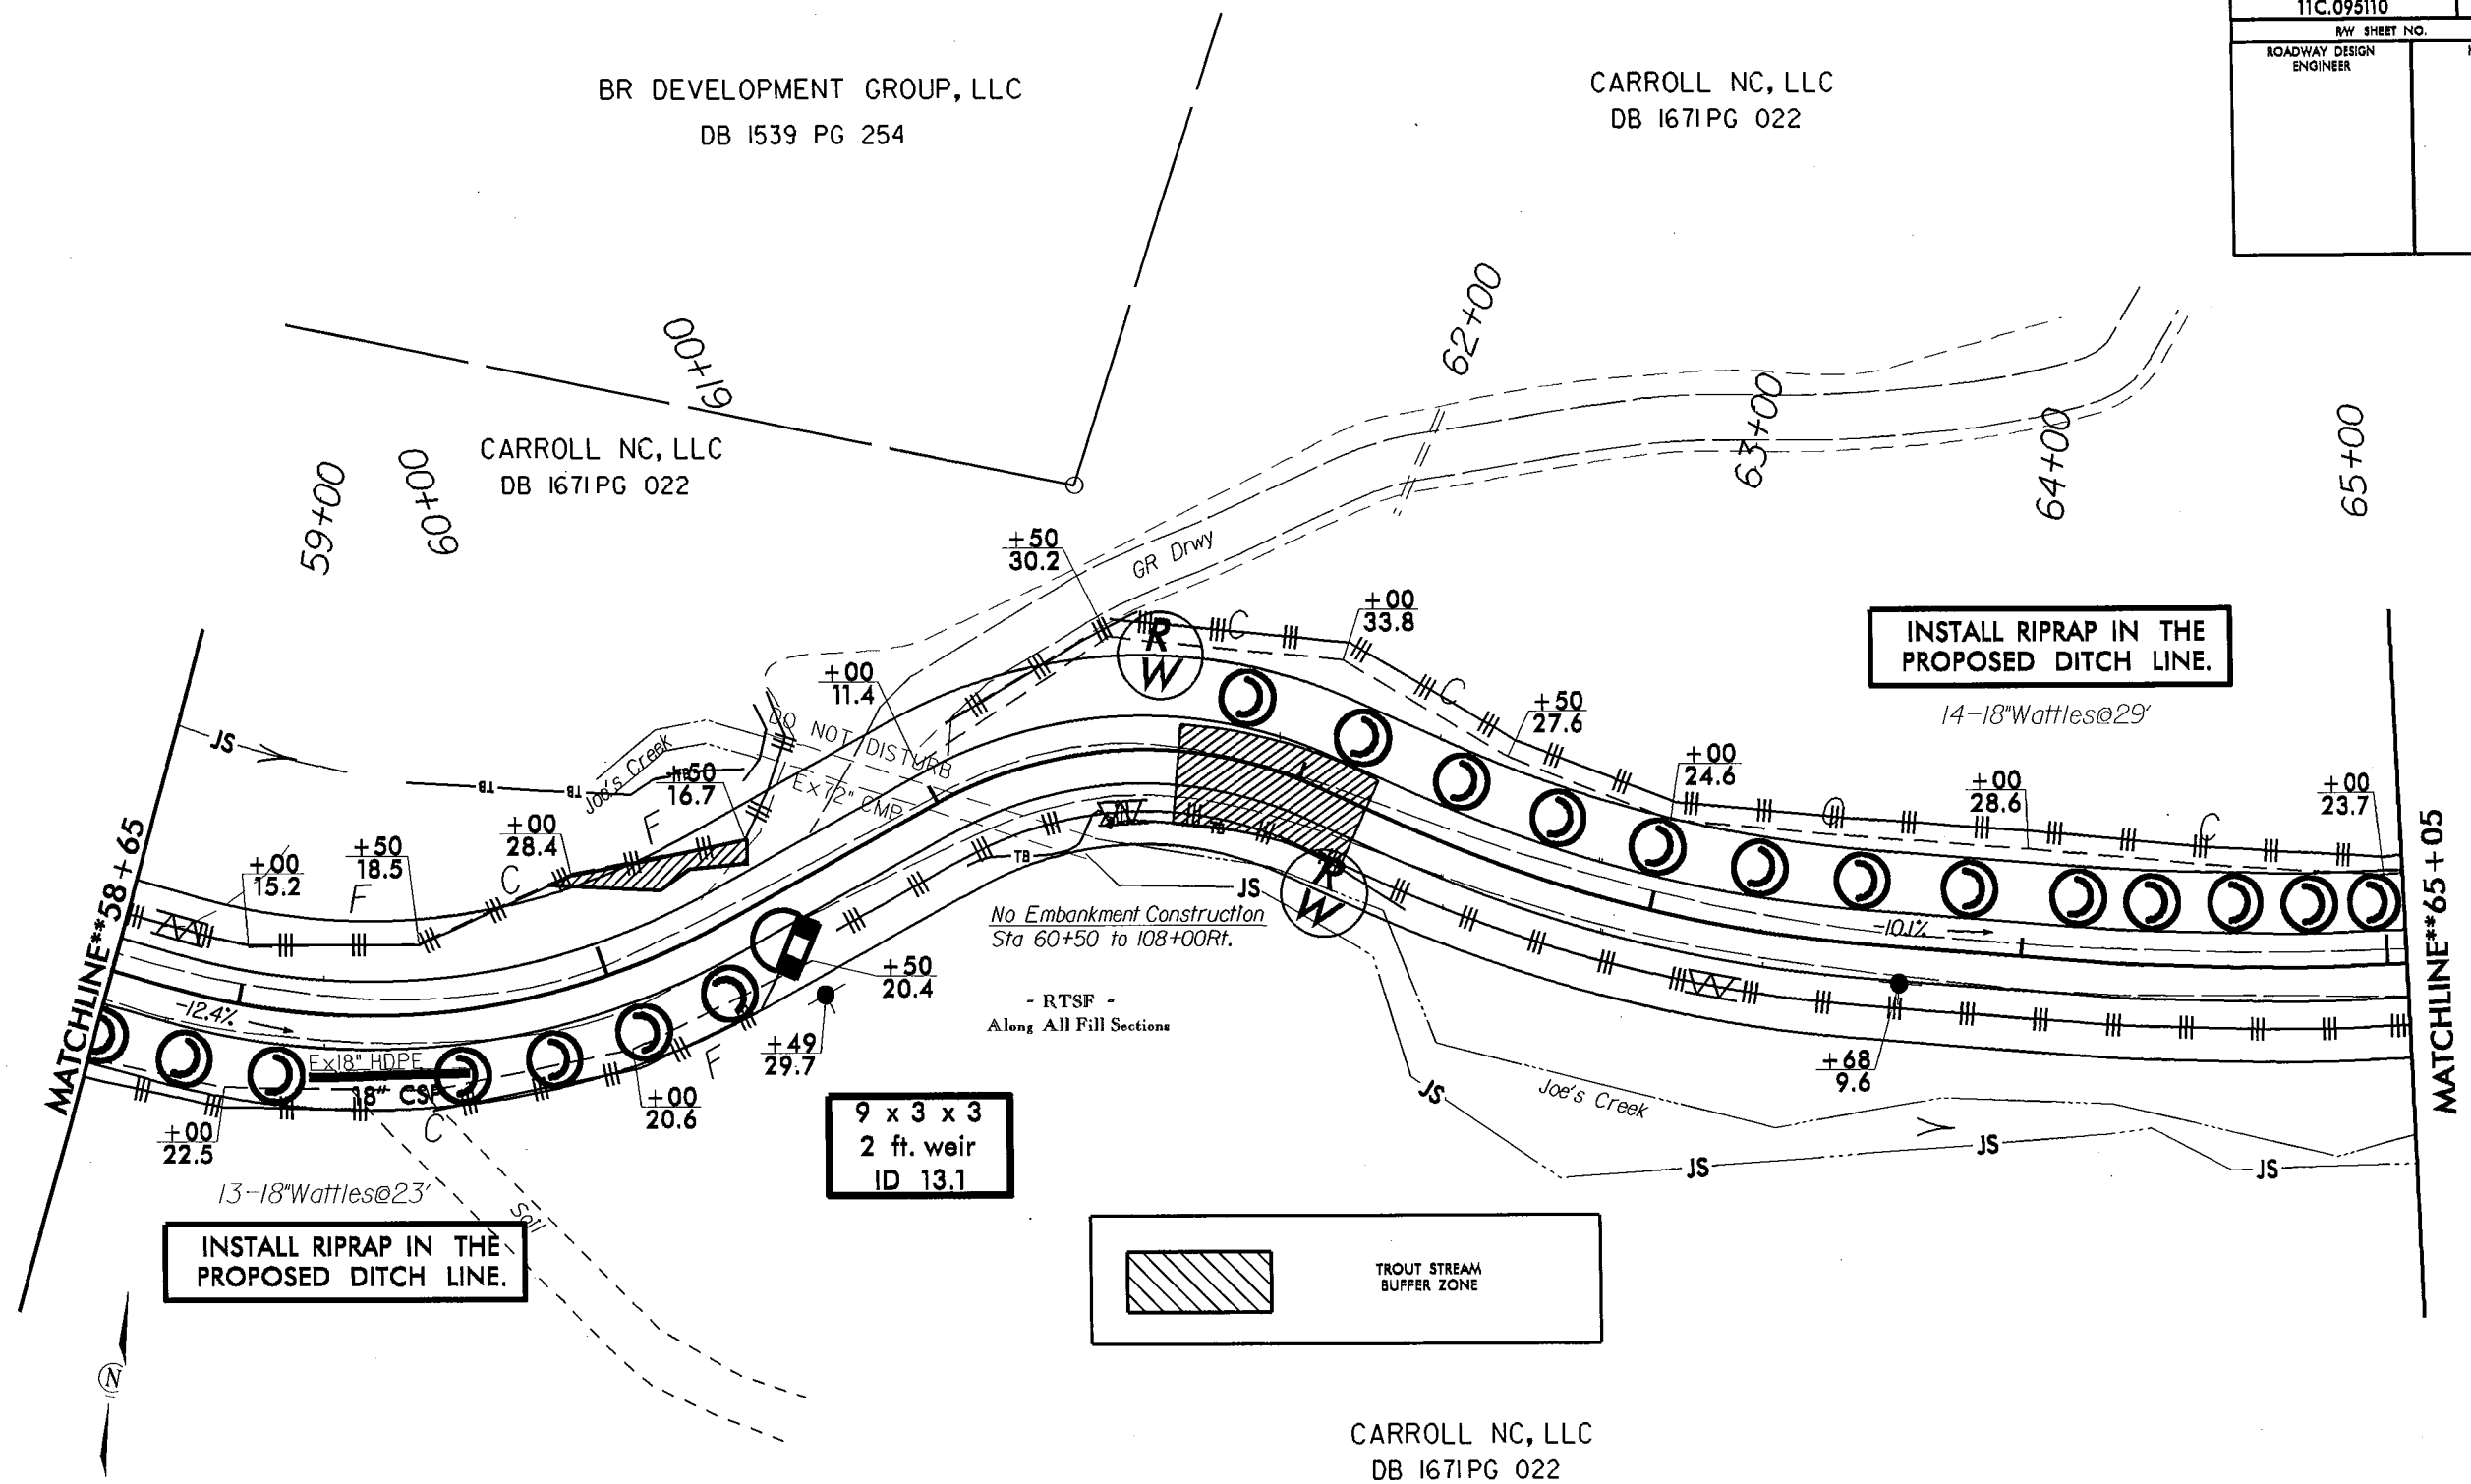 11C.095110
RW SHEET NO.
ROADWAY DESIGN
ENGINEER
BR DEVELOPMENT GROUP, LLC
DB 1539 PG 254
CARROLL NC, LLC
DB 1671 PG 022
62+00
61+00
63+00
64+00
65+00
CARROLL NC, LLC
DB 1671 PG 022
59+00
60+00
+50
30.2
GR Drwy
+00
33.8
C
R
W
INSTALL RIPRAP IN THE
PROPOSED DITCH LINE.
14-18"Wattles@29'
+00
11.4
C
+50
27.6
DO NOT DISTURB
JS
Joe's Creek
TB
TB
+50
16.7
Ex72" CMP
+00
24.6
+00
28.6
+00
23.7
C
C
MATCHLINE**58+65
MATCHLINE**65+05
+00
28.4
F
+50
18.5
+00
15.2
C
F
TB
TB
JS
R
W
No Embankment Construction
Sta 60+50 to 108+00Rt.
-10.1%
+50
20.4
- RTSF -
Along All Fill Sections
-12.4%
Ex18" HDPE
18" CSP
+49
29.7
F
+68
9.6
+00
20.6
C
+00
22.5
JS
Joe's Creek
JS
JS
JS
9 x 3 x 3
2 ft. weir
ID 13.1
13-18"Wattles@23'
Soil
INSTALL RIPRAP IN THE
PROPOSED DITCH LINE.
TROUT STREAM
BUFFER ZONE
N
CARROLL NC, LLC
DB 1671 PG 022